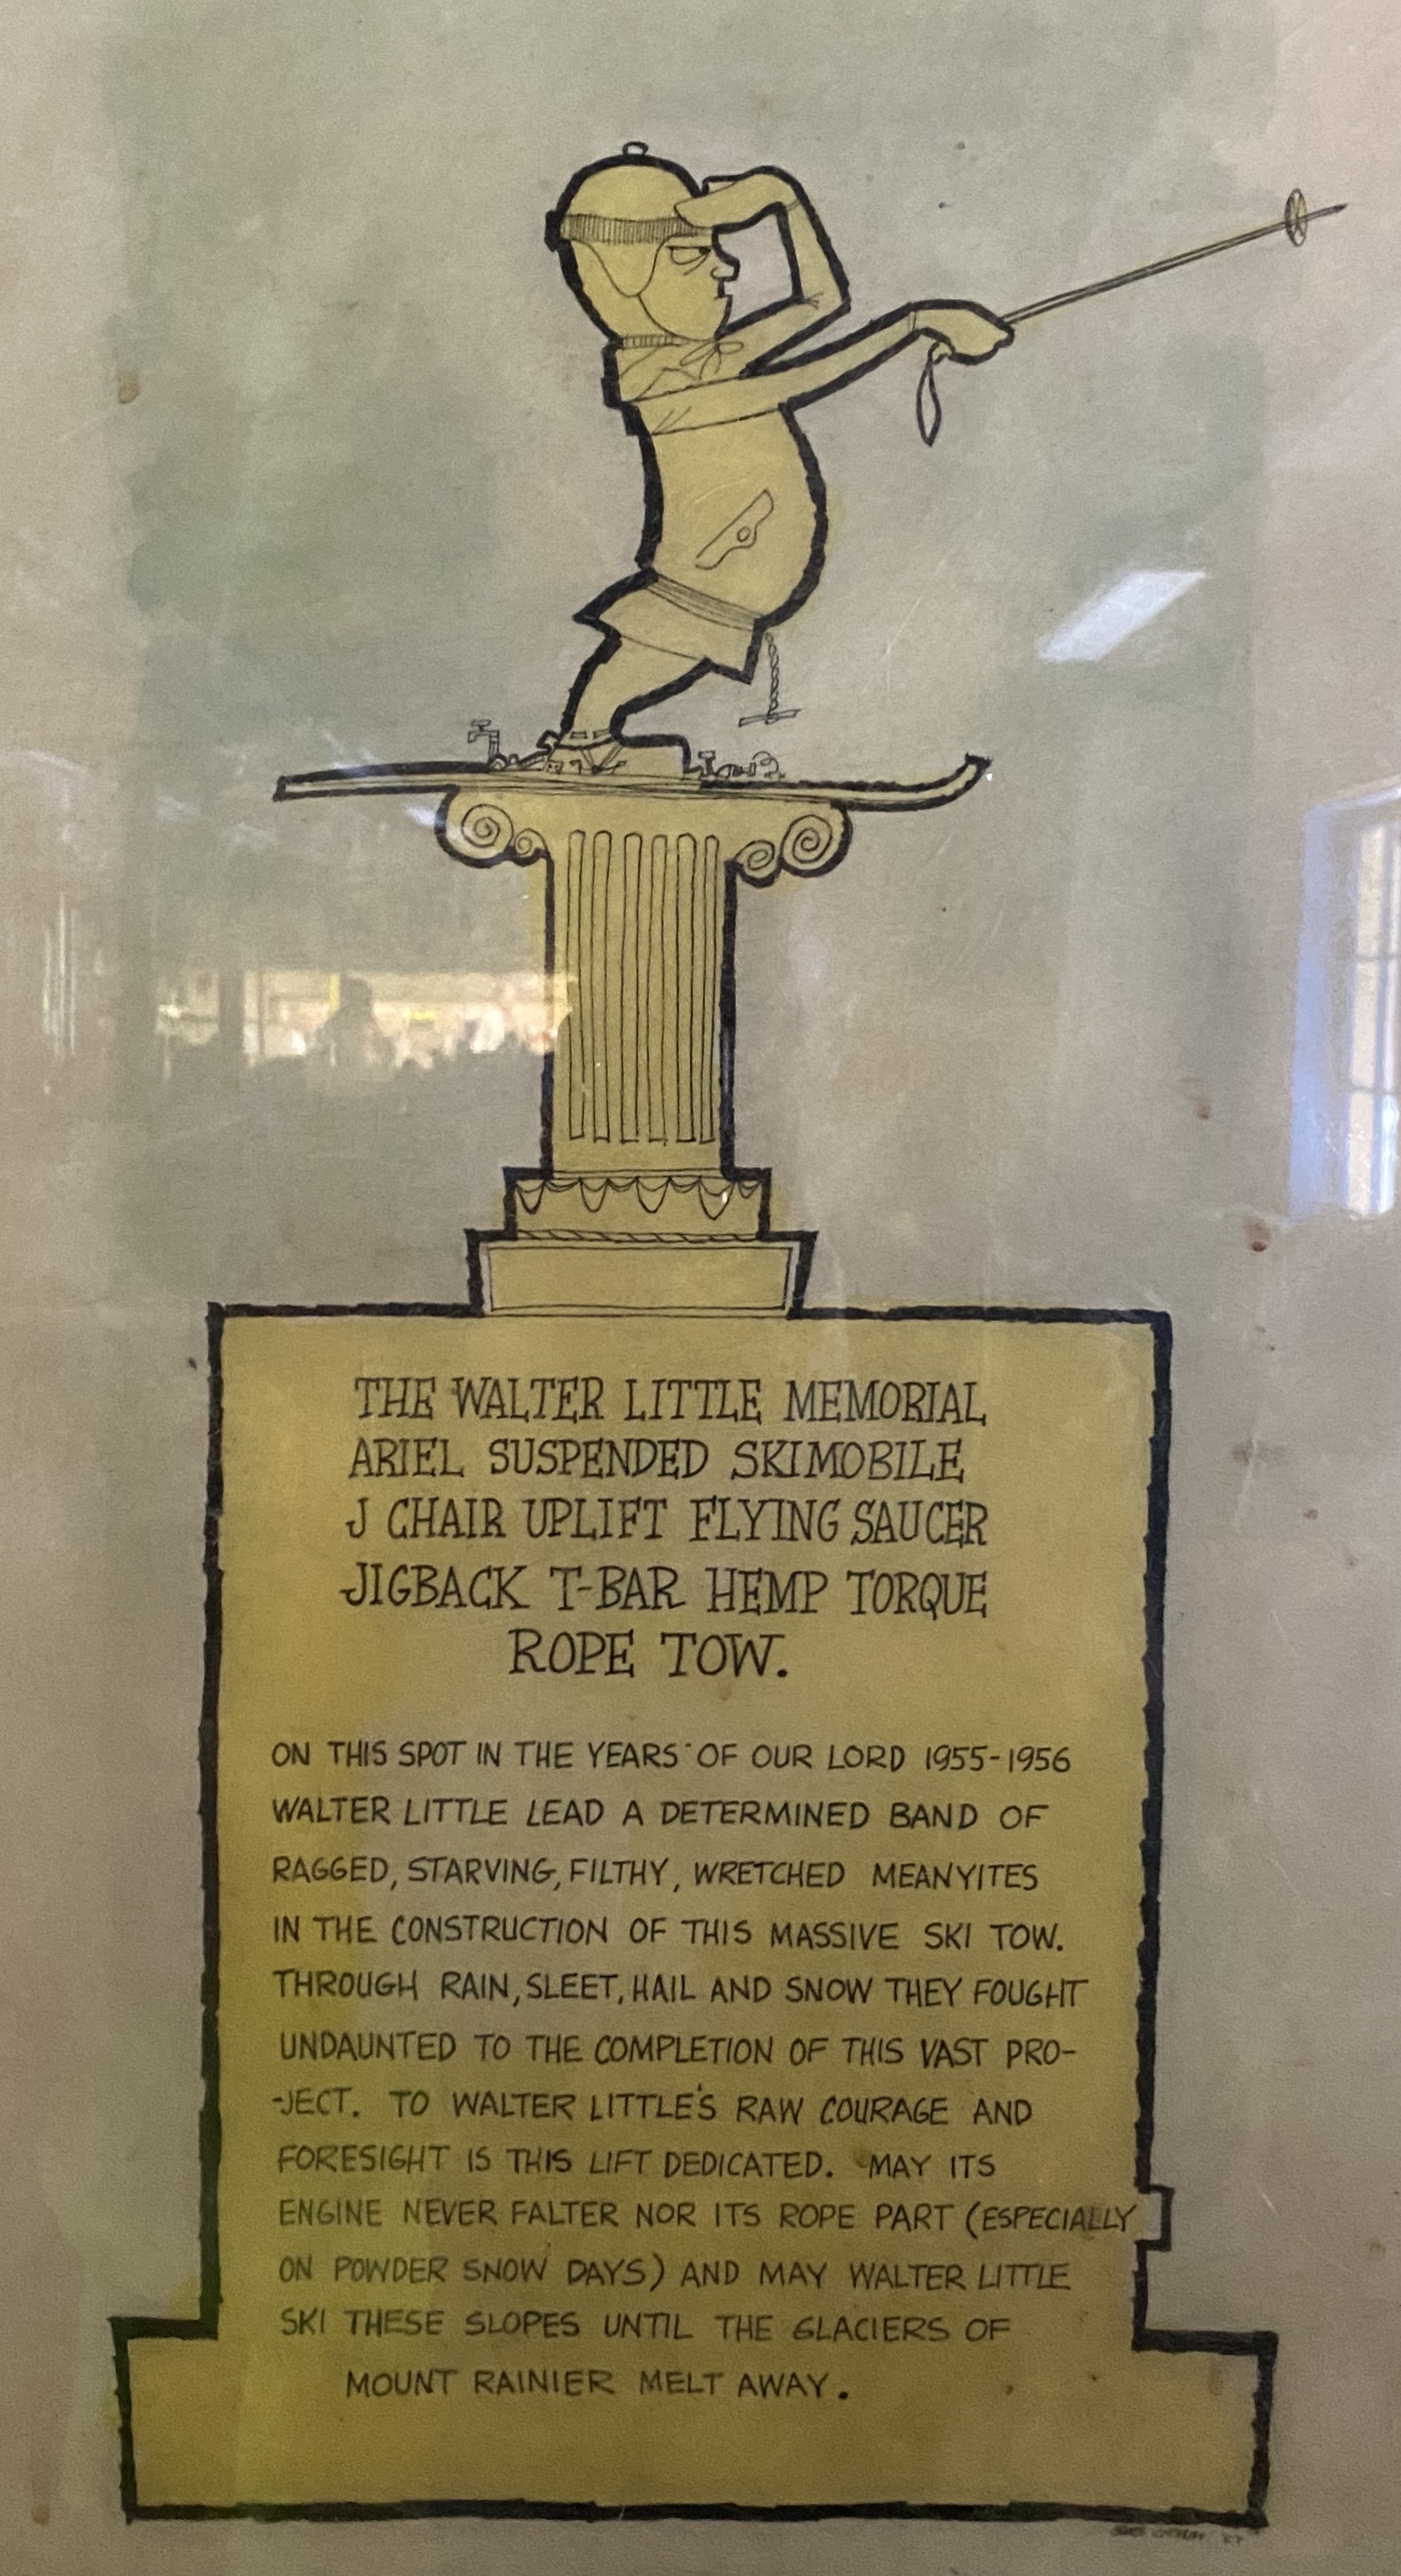 THE WALTER LITTLE MEMORIAL
ARIEL SUSPENDED SKIMOBILE
J CHAIR UPLIFT FLYING SAUCER
JIGBACK T-BAR HEMP TORQUE
ROPE TOW.
ON THIS SPOT IN THE YEARS OF OUR LORD 1955-1956
WALTER LITTLE LEAD A DETERMINED BAND OF
RAGGED, STARVING, FILTHY, WRETCHED MEANYITES
IN THE CONSTRUCTION OF THIS MASSIVE SKI TOW.
THROUGH RAIN, SLEET, HAIL AND SNOW THEY FOUGHT
UNDAUNTED TO THE COMPLETION OF THIS VAST PRO-
-JECT. TO WALTER LITTLE'S RAW COURAGE AND
FORESIGHT IS THIS LIFT DEDICATED. MAY ITS
ENGINE NEVER FALTER NOR ITS ROPE PART (ESPECIALLY
ON POWDER SNOW DAYS) AND MAY WALTER LITTLE
SKI THESE SLOPES UNTIL THE GLACIERS OF
MOUNT RAINIER MELT AWAY.